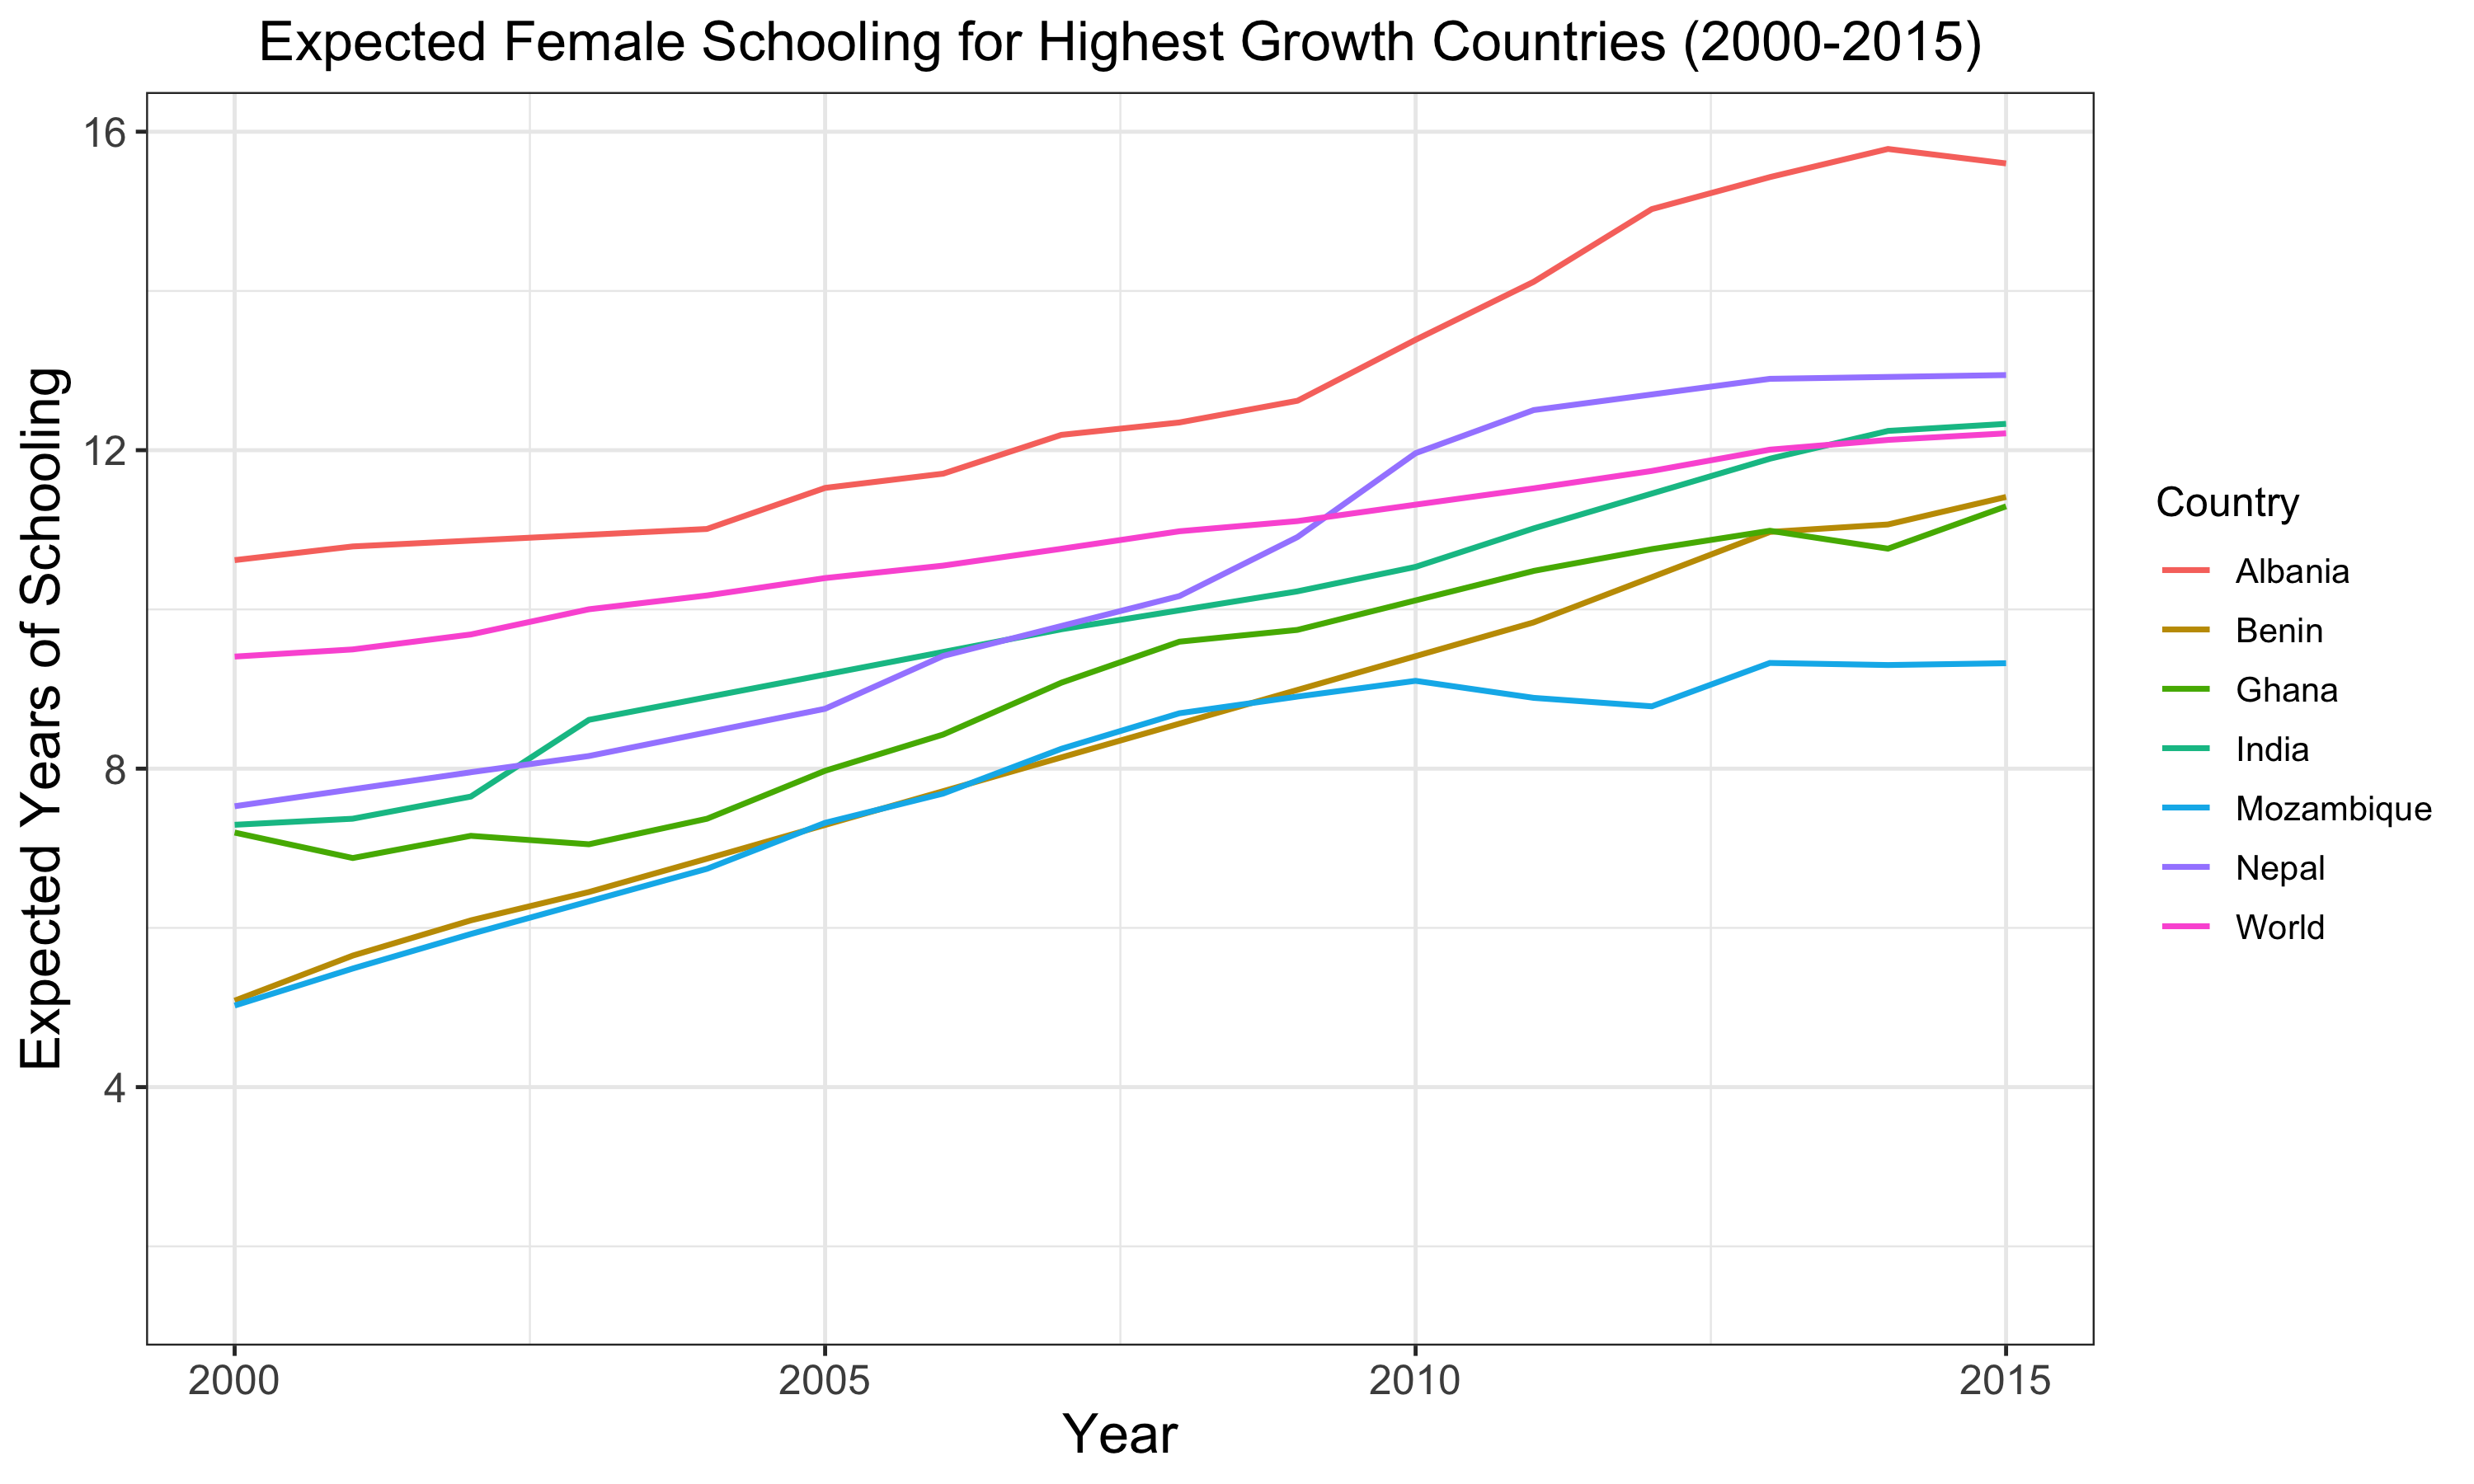 Expected Female Schooling for Highest Growth Countries (2000-2015)
Expected Years of Schooling
16
12
8
4
2000
2005
2010
2015
Year
Country
Albania
Benin
Ghana
India
Mozambique
Nepal
World